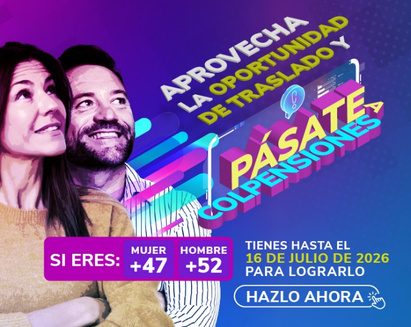 APROVECHA
LA OPORTUNIDAD
DE TRASLADO Y
PÁSATE A
COLPENSIONES
SI ERES:
MUJER
+47
HOMBRE
+52
TIENES HASTA EL
16 DE JULIO DE 2026
PARA LOGRARLO
HAZLO AHORA